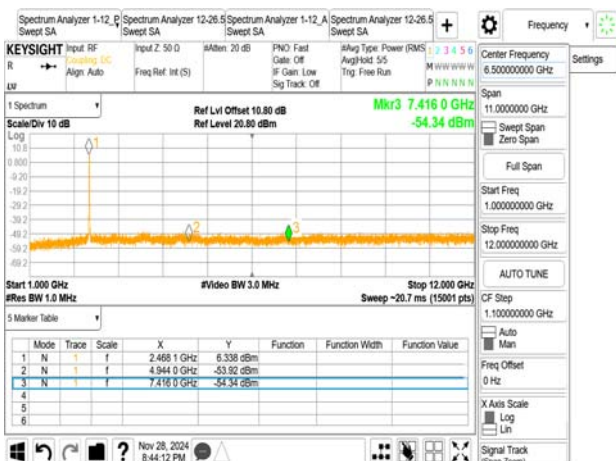 Spectrum Analyzer 1-12_P
Swept SA
Spectrum Analyzer 12-26.5
Swept SA
Spectrum Analyzer 1-12_A
Swept SA
Spectrum Analyzer 12-26.5
Swept SA
+
Frequency
KEYSIGHT
R
LXI
Input: RF
Coupling: DC
Align: Auto
Input Z: 50 Ω
Freq Ref: Int (S)
#Atten: 20 dB
PNO: Fast
Gate: Off
IF Gain: Low
Sig Track: Off
#Avg Type: Power (RMS
Avg|Hold: 5/5
Trig: Free Run
1 2 3 4 5 6
M W W W W W
P N N N N N
1 Spectrum
Scale/Div 10 dB
Log
Ref Lvl Offset 10.80 dB
Ref Level 20.80 dBm
Mkr3 7.416 0 GHz
-54.34 dBm
10.8
0.800
-9.20
-19.2
-29.2
-39.2
-49.2
-59.2
-69.2
1
2
3
Start 1.000 GHz
#Res BW 1.0 MHz
#Video BW 3.0 MHz
Stop 12.000 GHz
Sweep ~20.7 ms (15001 pts)
5 Marker Table
Mode Trace Scale X Y Function Function Width Function Value
1 N 1 f 2.468 1 GHz 6.338 dBm
2 N 1 f 4.944 0 GHz -53.92 dBm
3 N 1 f 7.416 0 GHz -54.34 dBm
4
5
6
?
Nov 28, 2024
8:44:12 PM
Center Frequency
6.500000000 GHz
Settings
Span
11.0000000 GHz
Swept Span
Zero Span
Full Span
Start Freq
1.000000000 GHz
Stop Freq
12.000000000 GHz
AUTO TUNE
CF Step
1.100000000 GHz
Auto
Man
Freq Offset
0 Hz
X Axis Scale
Log
Lin
Signal Track